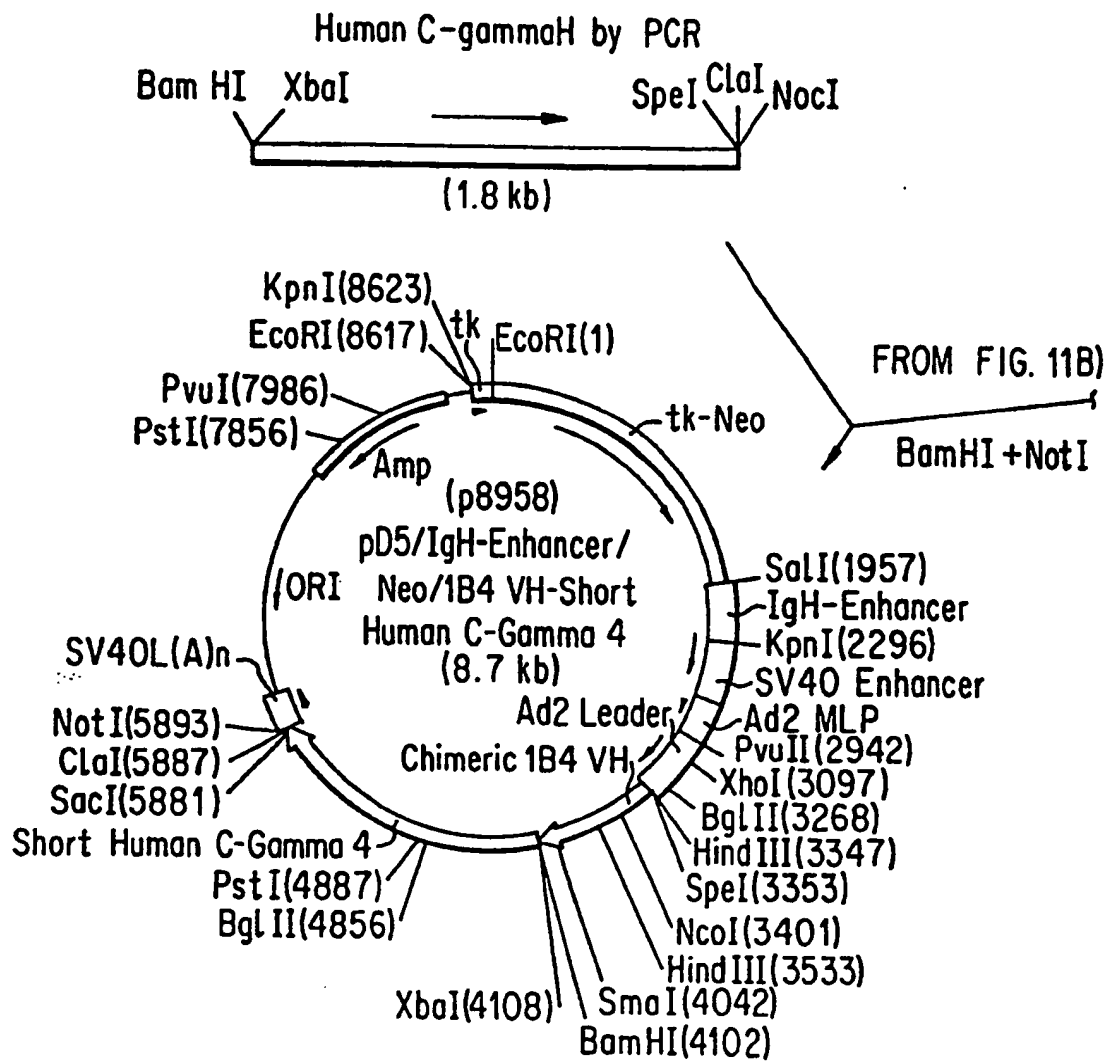 Human C-gammaH by PCR
Bam HI
XbaI
SpeI
ClaI
NocI
(1.8 kb)
KpnI(8623)
tk
EcoRI(8617)
EcoRI(1)
FROM FIG. 11B)
PvuI(7986)
PstI(7856)
tk-Neo
BamHI+NotI
Amp
(p8958)
pD5/IgH-Enhancer/
Neo/1B4 VH-Short
Human C-Gamma 4
(8.7 kb)
ORI
SalI(1957)
IgH-Enhancer
KpnI(2296)
SV40 Enhancer
SV40L(A)n
Ad2 Leader
Ad2 MLP
NotI(5893)
Chimeric 1B4 VH
PvuII(2942)
ClaI(5887)
XhoI(3097)
SacI(5881)
BglII(3268)
Short Human C-Gamma 4
HindIII(3347)
PstI(4887)
SpeI(3353)
BglII(4856)
NcoI(3401)
HindIII(3533)
XbaI(4108)
SmaI(4042)
BamHI(4102)